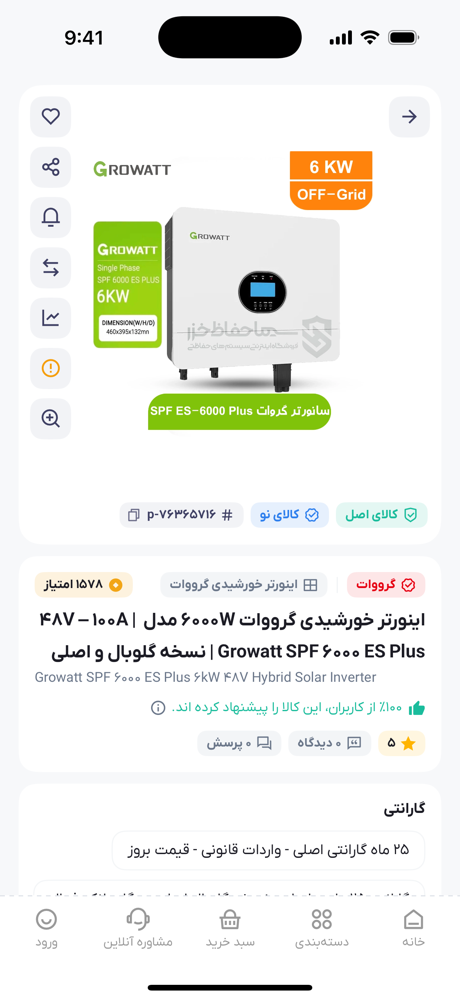 9:41
GROWATT
6 KW
OFF-Grid
GROWATT
Single Phase
SPF 6000 ES PLUS
6KW
DIMENSION(W/H/D)
460x395x132mm
GROWATT
سانورتر گرووات SPF ES-6000 Plus
کالای اصل
کالای نو
# p-۷۶۳۶۵۷۱۶
گرووات
اینورتر خورشیدی گرووات
۱۵۷۸ امتیاز
اینورتر خورشیدی گرووات ۶۰۰۰W مدل | ۴۸V – ۱۰۰A
Growatt SPF ۶۰۰۰ ES Plus | نسخه گلوبال و اصلی
Growatt SPF ۶۰۰۰ ES Plus ۶kW ۴۸V Hybrid Solar Inverter
۱۰۰٪ از کاربران، این کالا را پیشنهاد کرده اند.
۵
۰ دیدگاه
۰ پرسش
گارانتی
۲۵ ماه گارانتی اصلی - واردات قانونی - قیمت بروز
خانه
دسته‌بندی
سبد خرید
مشاوره آنلاین
ورود